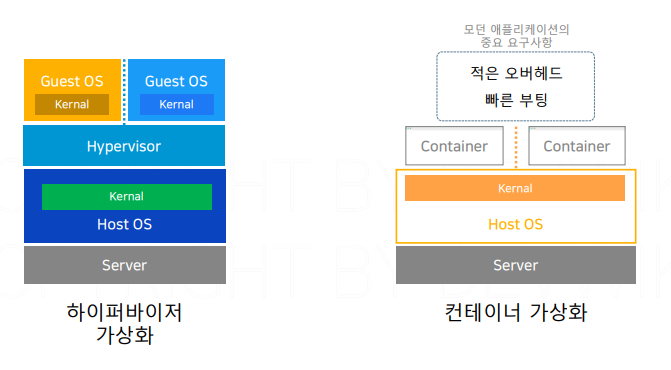 Guest OS
Kernal
Guest OS
Kernal
Hypervisor
Kernal
Host OS
Server
하이퍼바이저
가상화
모던 애플리케이션의
중요 요구사항
적은 오버헤드
빠른 부팅
Container
Container
Kernal
Host OS
Server
컨테이너 가상화